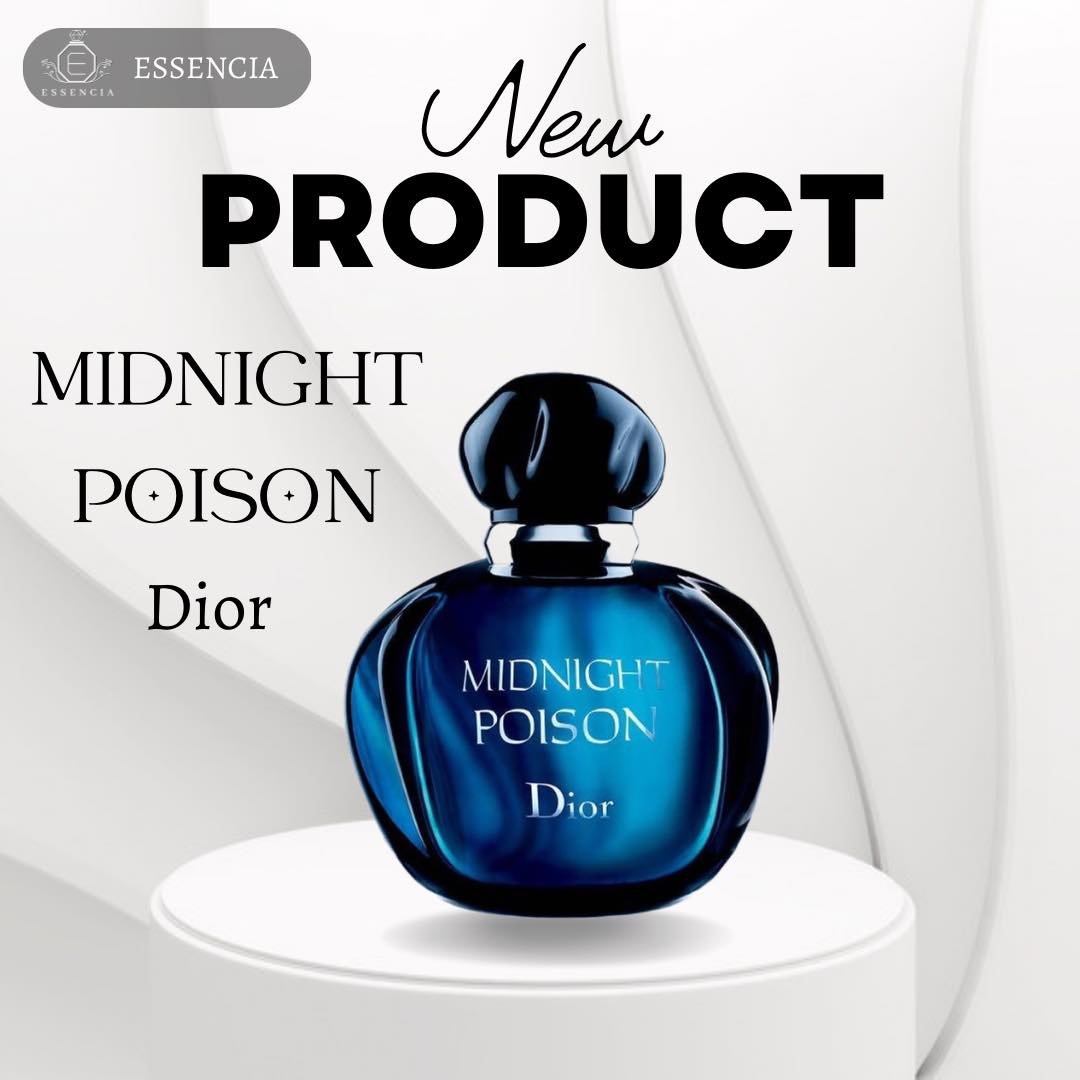 ESSENCIA
E
ESSENCIA
New
PRODUCT
MIDNIGHT
POISON
Dior
MIDNIGHT
POISON
Dior